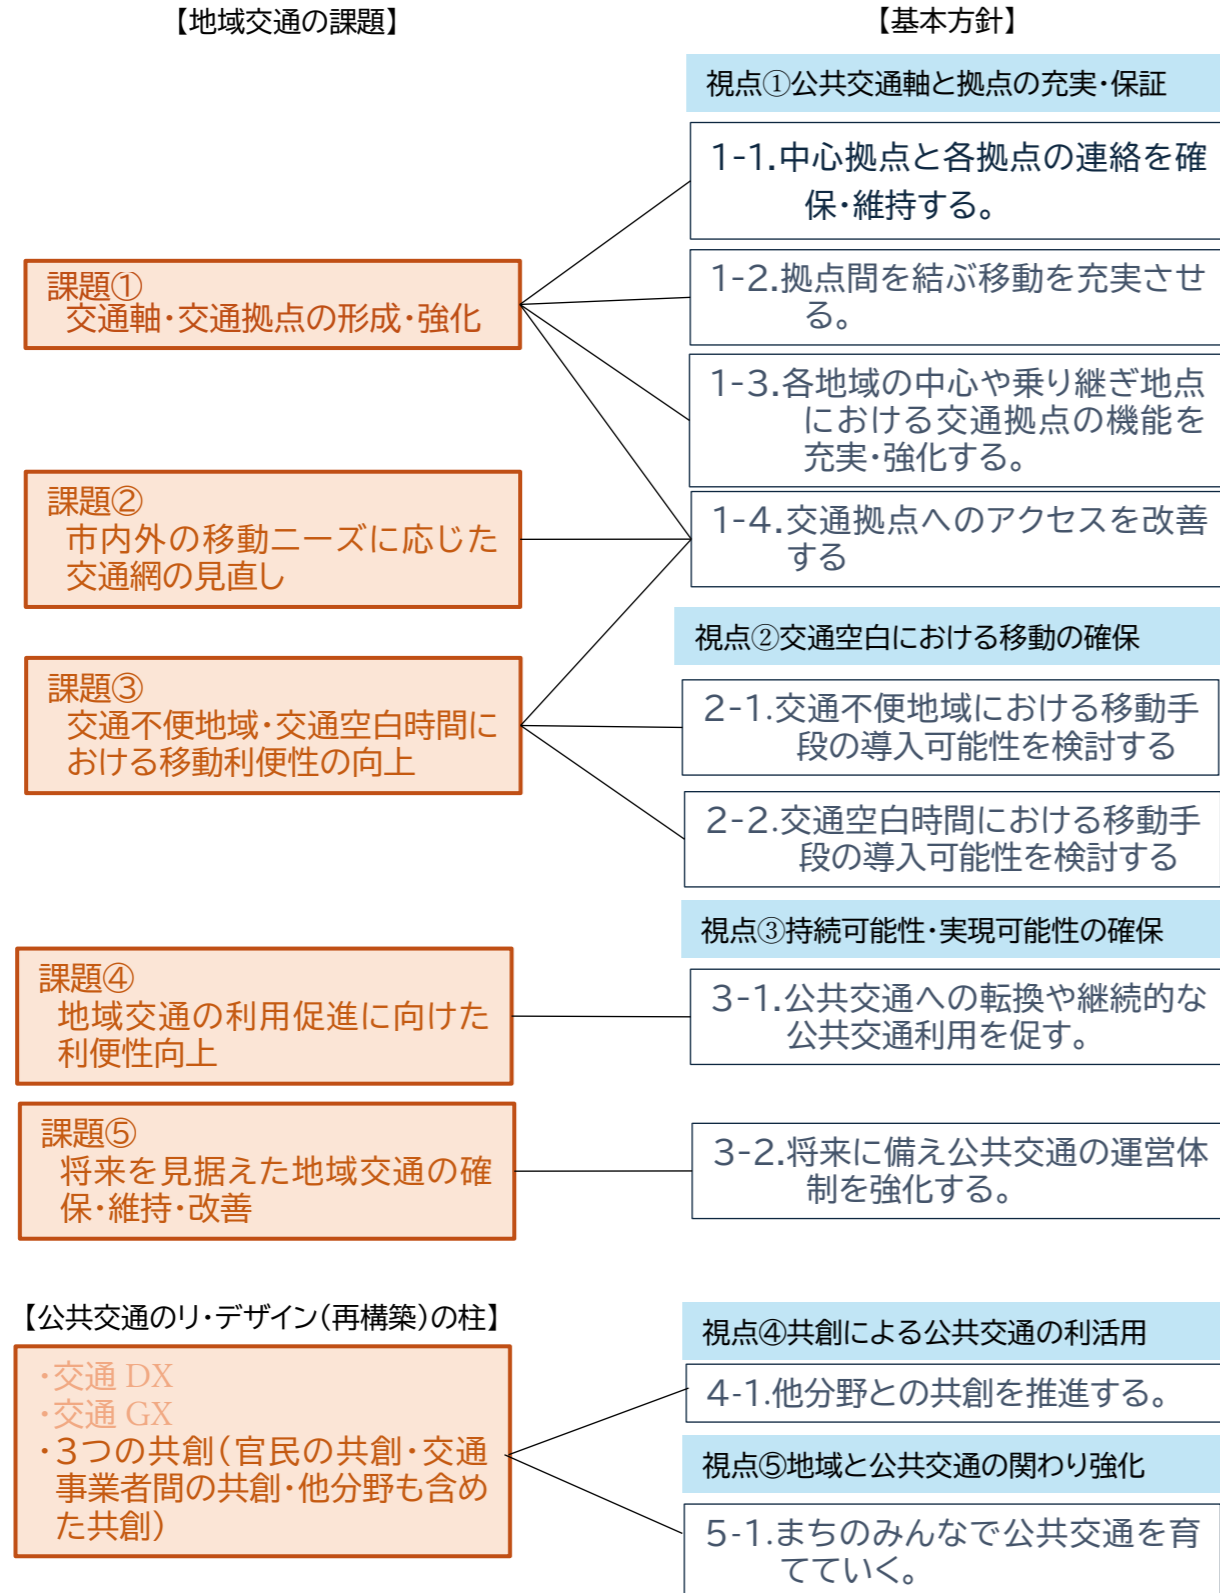 【地域交通の課題】
【基本方針】
視点①公共交通軸と拠点の充実・保証
1-1.中心拠点と各拠点の連絡を確
保・維持する。
課題①
交通軸・交通拠点の形成・強化
1-2.拠点間を結ぶ移動を充実させ
る。
1-3.各地域の中心や乗り継ぎ地点
における交通拠点の機能を
充実・強化する。
課題②
市内外の移動ニーズに応じた
交通網の見直し
1-4.交通拠点へのアクセスを改善
する
視点②交通空白における移動の確保
課題③
交通不便地域・交通空白時間に
おける移動利便性の向上
2-1.交通不便地域における移動手
段の導入可能性を検討する
2-2.交通空白時間における移動手
段の導入可能性を検討する
視点③持続可能性・実現可能性の確保
課題④
地域交通の利用促進に向けた
利便性向上
3-1.公共交通への転換や継続的な
公共交通利用を促す。
課題⑤
将来を見据えた地域交通の確
保・維持・改善
3-2.将来に備え公共交通の運営体
制を強化する。
【公共交通のリ・デザイン(再構築)の柱】
・交通 DX
・交通 GX
・3つの共創(官民の共創・交通
事業者間の共創・他分野も含め
た共創)
視点④共創による公共交通の利活用
4-1.他分野との共創を推進する。
視点⑤地域と公共交通の関わり強化
5-1.まちのみんなで公共交通を育
てていく。